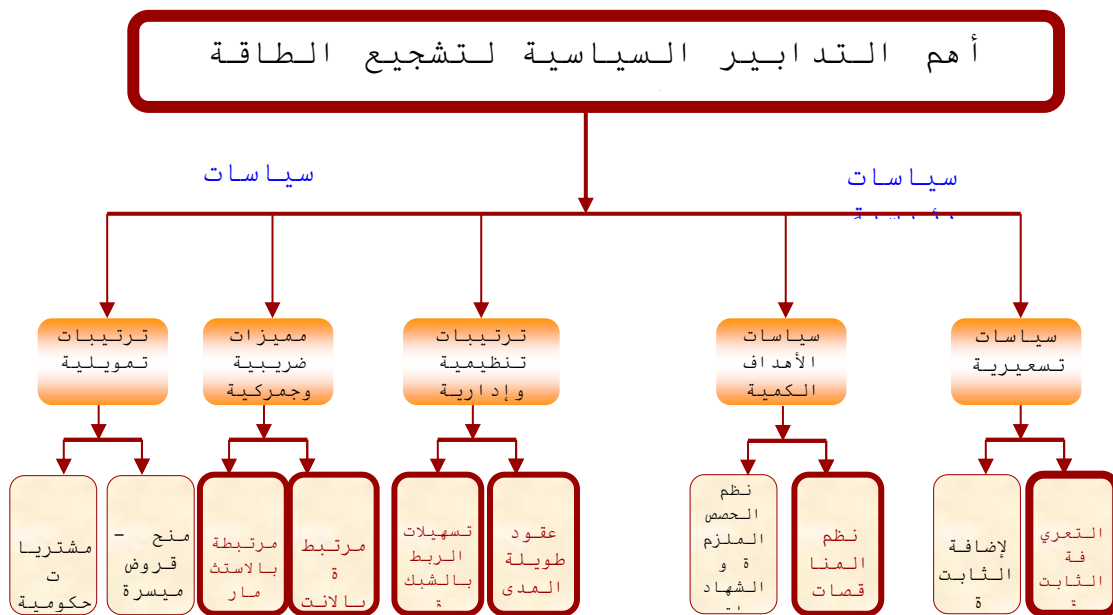 أهم التدابير السياسية لتشجيع الطاقة
سياسات
سياسات
سياسات
تسعيرية
سياسات
الأهداف
الكمية
ترتيبات
تنظيمية
وإدارية
مميزات
ضريبية
وجمركية
ترتيبات
تمويلية
التعري
فة
الثابت
ة
لإضافة
الثابت
ة
نظم
المنا
قصات
نظم
الحصص
الملزم
ة و
الشهاد
عقود
طويلة
المدى
تسهيلات
الربط
بالشبك
ة
مرتبط
ة
بالانت
مرتبطة
بالاستث
مار
منح –
قروض
ميسرة
مشتريا
ت
حكومية